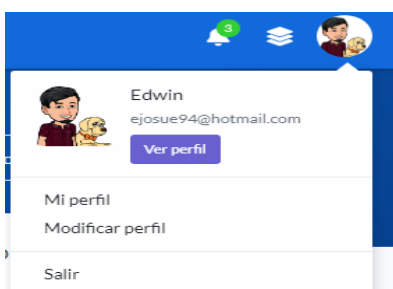 3
Edwin
ejosue94@hotmail.com
Ver perfil
Mi perfil
Modificar perfil
Salir